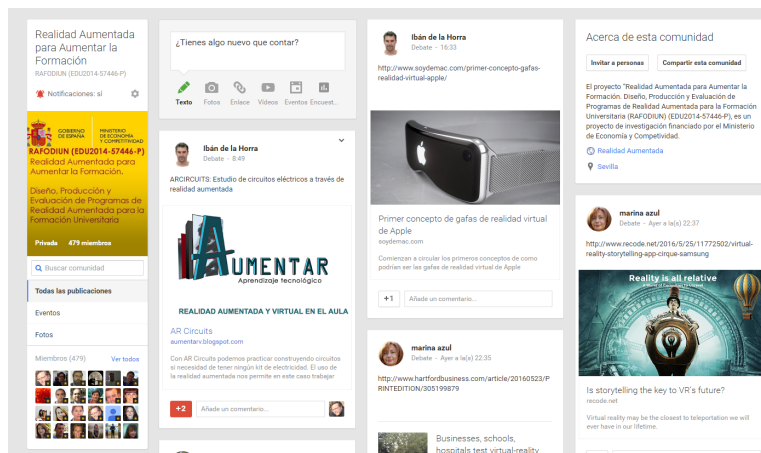 Realidad Aumentada
para Aumentar la
Formación
RAFODIUN (EDU2014-57446-P)
Notificaciones: sí
GOBIERNO
DE ESPAÑA
MINISTERIO
DE ECONOMÍA
Y COMPETITIVIDAD
RAFODIUN (EDU2014-57446-P)
Realidad Aumentada para
Aumentar la Formación.
Diseño, Producción y
Evaluación de Programas de
Realidad Aumentada para la
Formación Universitaria
Privada 479 miembros
Buscar comunidad
Todas las publicaciones
Eventos
Fotos
Miembros (479) Ver todos
¿Tienes algo nuevo que contar?
Texto Fotos Enlace Vídeos Eventos Encuest...
Ibán de la Horra
Debate - 8:49
ARCIRCUITS: Estudio de circuitos eléctricos a través de
realidad aumentada
AUMENTAR
Aprendizaje tecnológico
REALIDAD AUMENTADA Y VIRTUAL EN EL AULA
AR Circuits
aumentarv.blogspot.com
Con AR Circuits podemos practicar construyendo circuitos
si necesidad de tener ningún kit de electricidad. El uso de
la realidad aumentada nos permite en este caso trabajar
+2 Añade un comentario...
Ibán de la Horra
Debate - 16:33
http://www.soydemac.com/primer-concepto-gafas-
realidad-virtual-apple/
Primer concepto de gafas de realidad virtual
de Apple
soydemac.com
Comienzan a circular los primeros conceptos de como
podrían ser las gafas de realidad virtual de Apple
+1 Añade un comentario...
marina azul
Debate - Ayer a la(s) 22:35
http://www.hartfordbusiness.com/article/20160523/P
RINTEDITION/305199879
Businesses, schools,
hospitals test virtual-reality
Acerca de esta comunidad
Invitar a personas Compartir esta comunidad
El proyecto "Realidad Aumentada para Aumentar la
Formación. Diseño, Producción y Evaluación de
Programas de Realidad Aumentada para la Formación
Universitaria (RAFODIUN) (EDU2014-57446-P), es un
proyecto de investigación financiado por el Ministerio
de Economía y Competividad.
Realidad Aumentada
Sevilla
marina azul
Debate - Ayer a la(s) 22:37
http://www.recode.net/2016/5/25/11772502/virtual-
reality-storytelling-app-cirque-samsung
Reality is all relative
Is storytelling the key to VR's future?
recode.net
Virtual reality may be the closest to teleportation we will
ever have in our lifetime.